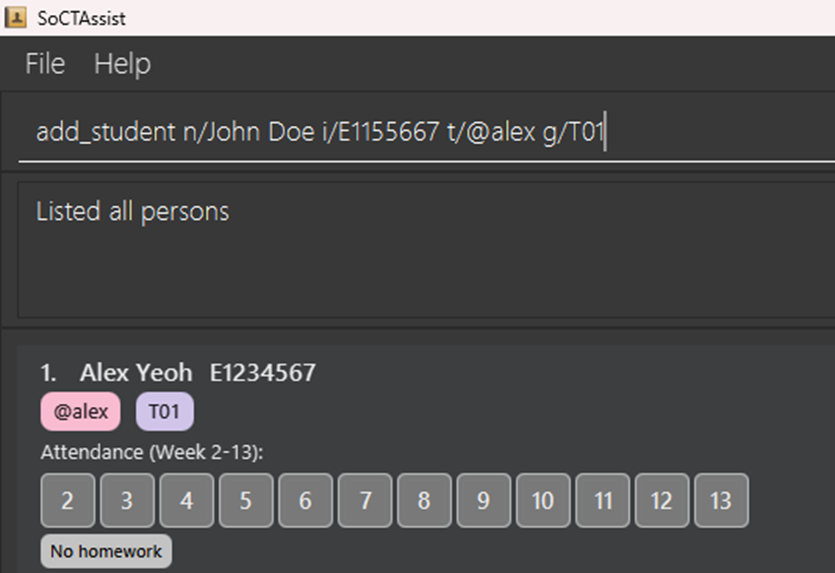 SoCTAssist
File Help
add_student n/John Doe i/E1155667 t/@alex g/T01
Listed all persons
1. Alex Yeoh E1234567
@alex T01
Attendance (Week 2-13):
2 3 4 5 6 7 8 9 10 11 12 13
No homework